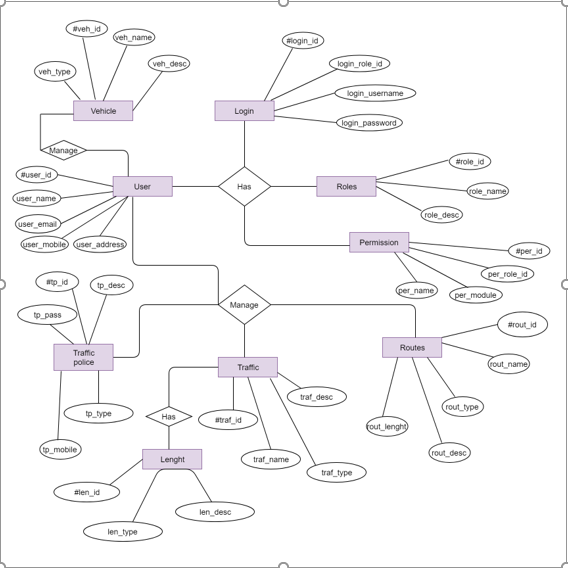 #veh_id
veh_name
veh_type
veh_desc
Vehicle
#login_id
login_role_id
login_username
login_password
Login
Manage
#user_id
user_name
user_email
user_mobile
user_address
User
Has
Roles
#role_id
role_name
role_desc
Permission
#per_id
per_role_id
per_module
per_name
#tp_id
tp_desc
tp_pass
Traffic
police
tp_type
tp_mobile
Manage
Traffic
traf_desc
#traf_id
traf_name
traf_type
Routes
#rout_id
rout_name
rout_type
rout_lenght
rout_desc
Has
Lenght
#len_id
len_type
len_desc